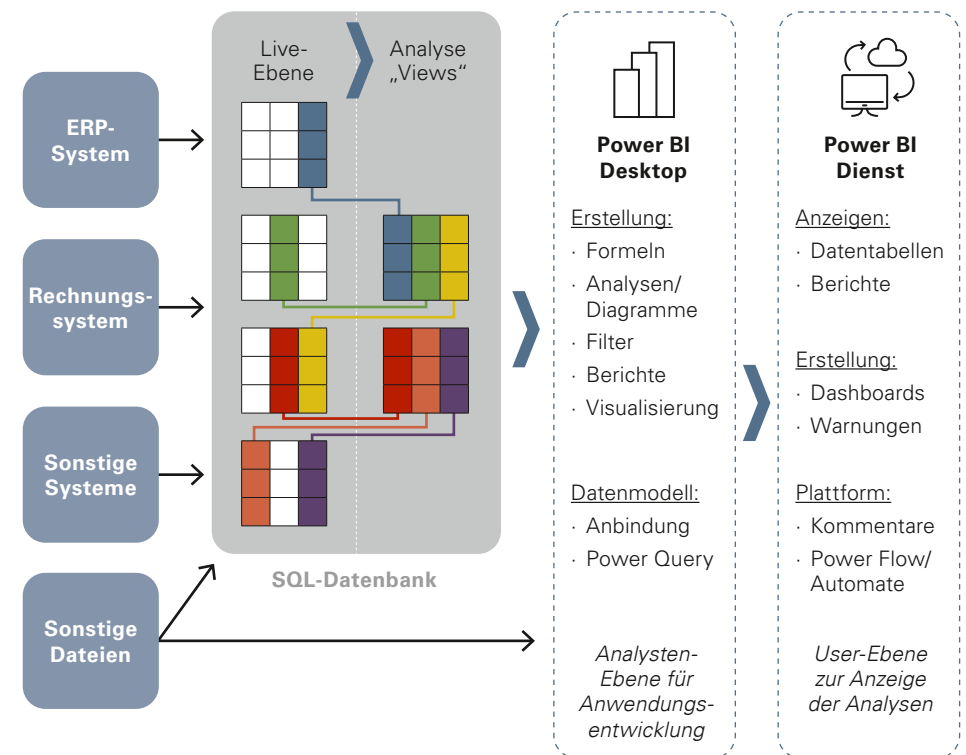 ERP-
System
Rechnungs-
system
Sonstige
Systeme
Sonstige
Dateien
Live-
Ebene
Analyse
„Views“
SQL-Datenbank
Power BI
Desktop
Erstellung:
· Formeln
· Analysen/
Diagramme
· Filter
· Berichte
· Visualisierung
Datenmodell:
· Anbindung
· Power Query
Analysten-
Ebene für
Anwendungs-
entwicklung
Power BI
Dienst
Anzeigen:
· Datentabellen
· Berichte
Erstellung:
· Dashboards
· Warnungen
Plattform:
· Kommentare
· Power Flow/
Automate
User-Ebene
zur Anzeige
der Analysen